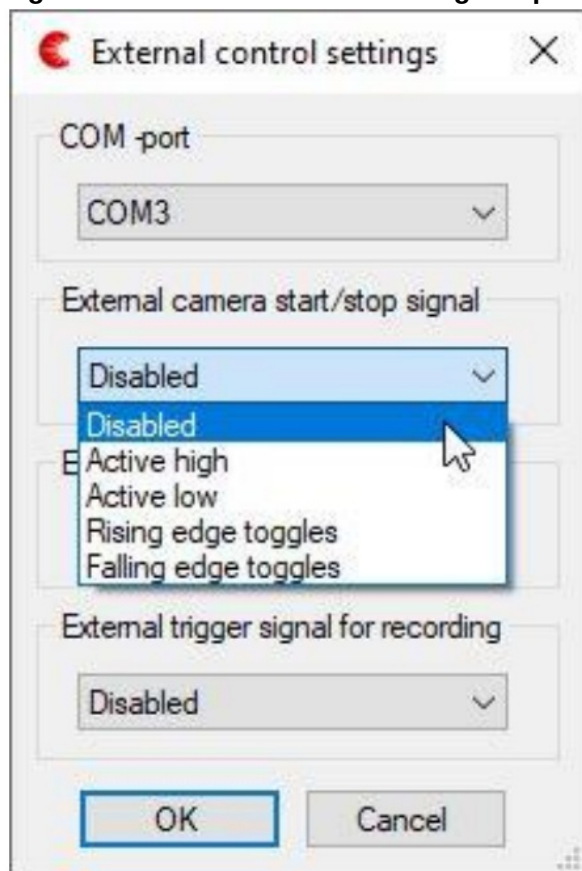 External control settings
COM -port
COM3
External camera start/stop signal
Disabled
Disabled
E Active high
Active low
Rising edge toggles
Falling edge toggles
External trigger signal for recording
Disabled
OK
Cancel